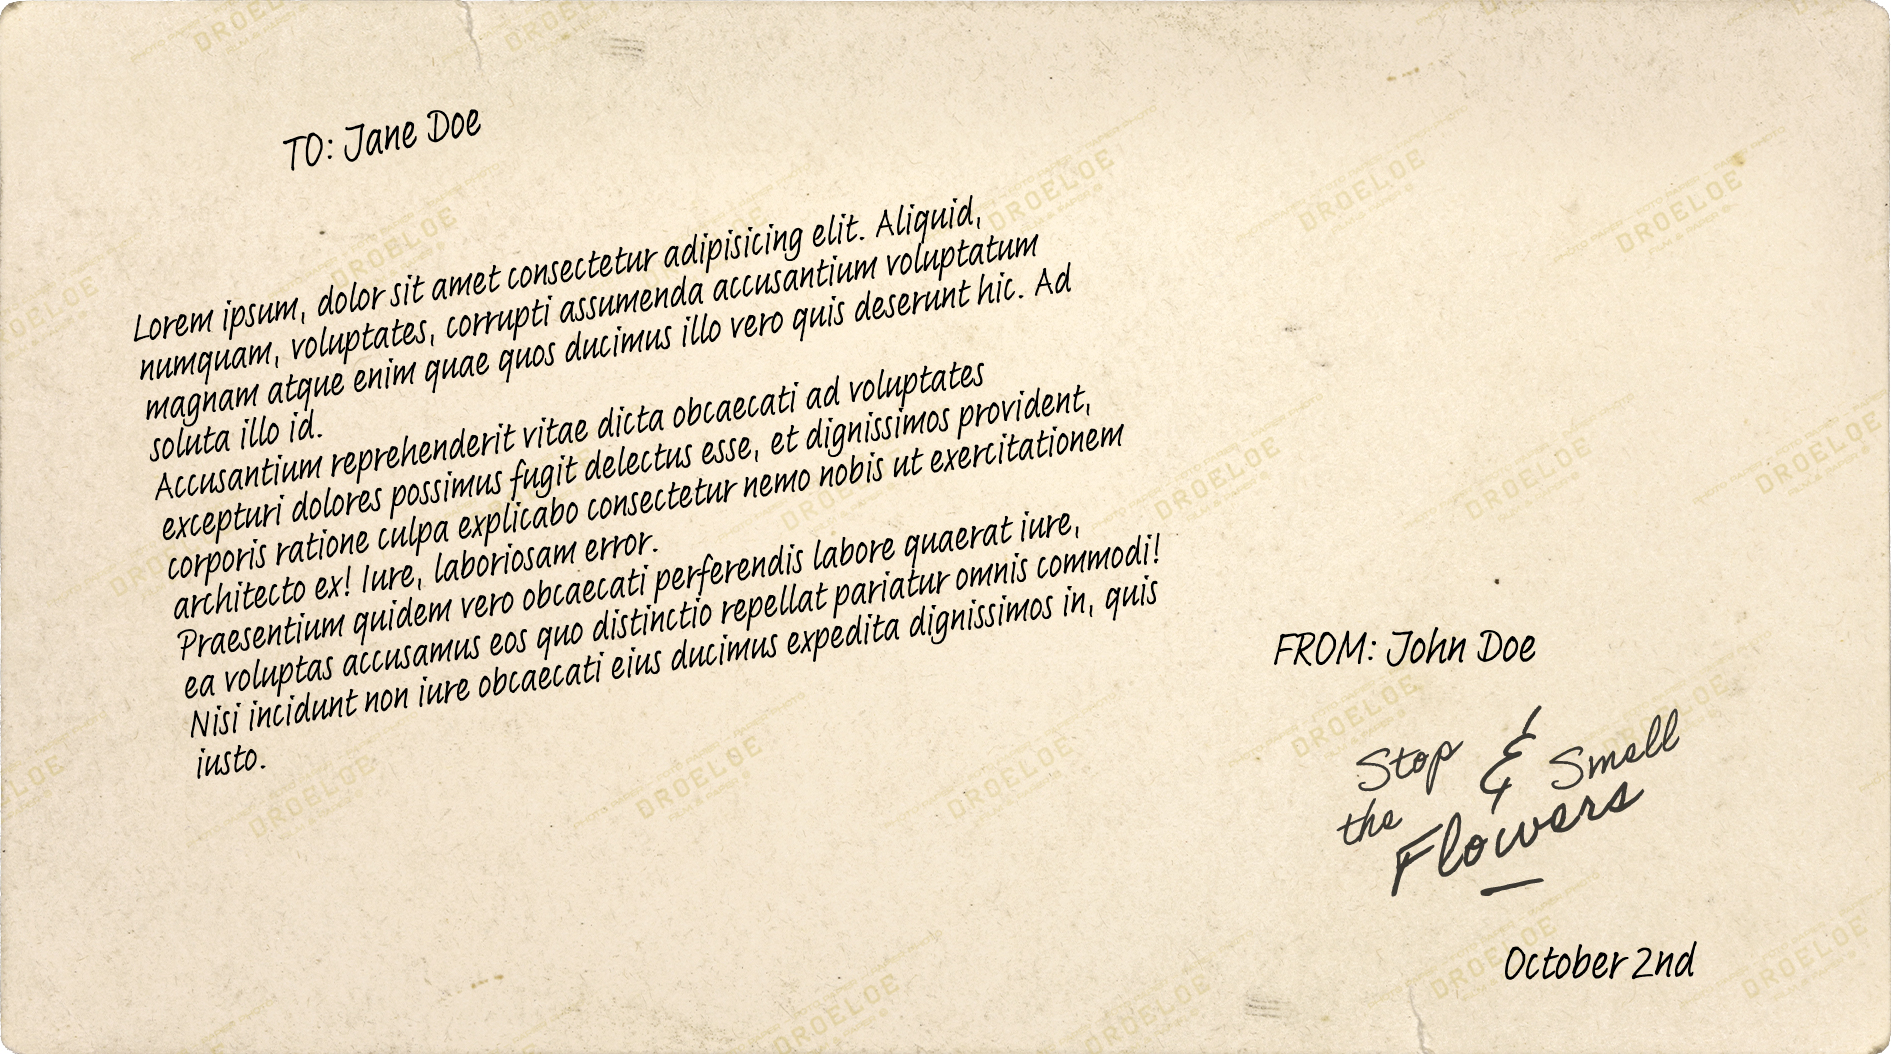 TO: Jane Doe
Lorem ipsum, dolor sit amet consectetur adipisicing elit. Aliquid,
numquam, voluptates, corrupti assumenda accusantium voluptatum
magnam atque enim quae quos ducimus illo vero quis deserunt hic. Ad
soluta illo id.
Accusantium reprehenderit vitae dicta obcaecati ad voluptates
excepturi dolores possimus fugit delectus esse, et dignissimos provident,
corporis ratione culpa explicabo consectetur nemo nobis ut exercitationem
architecto ex! Iure, laboriosam error.
Praesentium quidem vero obcaecati perferendis labore quaerat iure,
ea voluptas accusamus eos quo distinctio repellat pariatur omnis commodi!
Nisi incidunt non iure obcaecati eius ducimus expedita dignissimos in, quis
iusto.
FROM: John Doe
Stop & Smell
the
Flowers
October 2nd
DROELOE